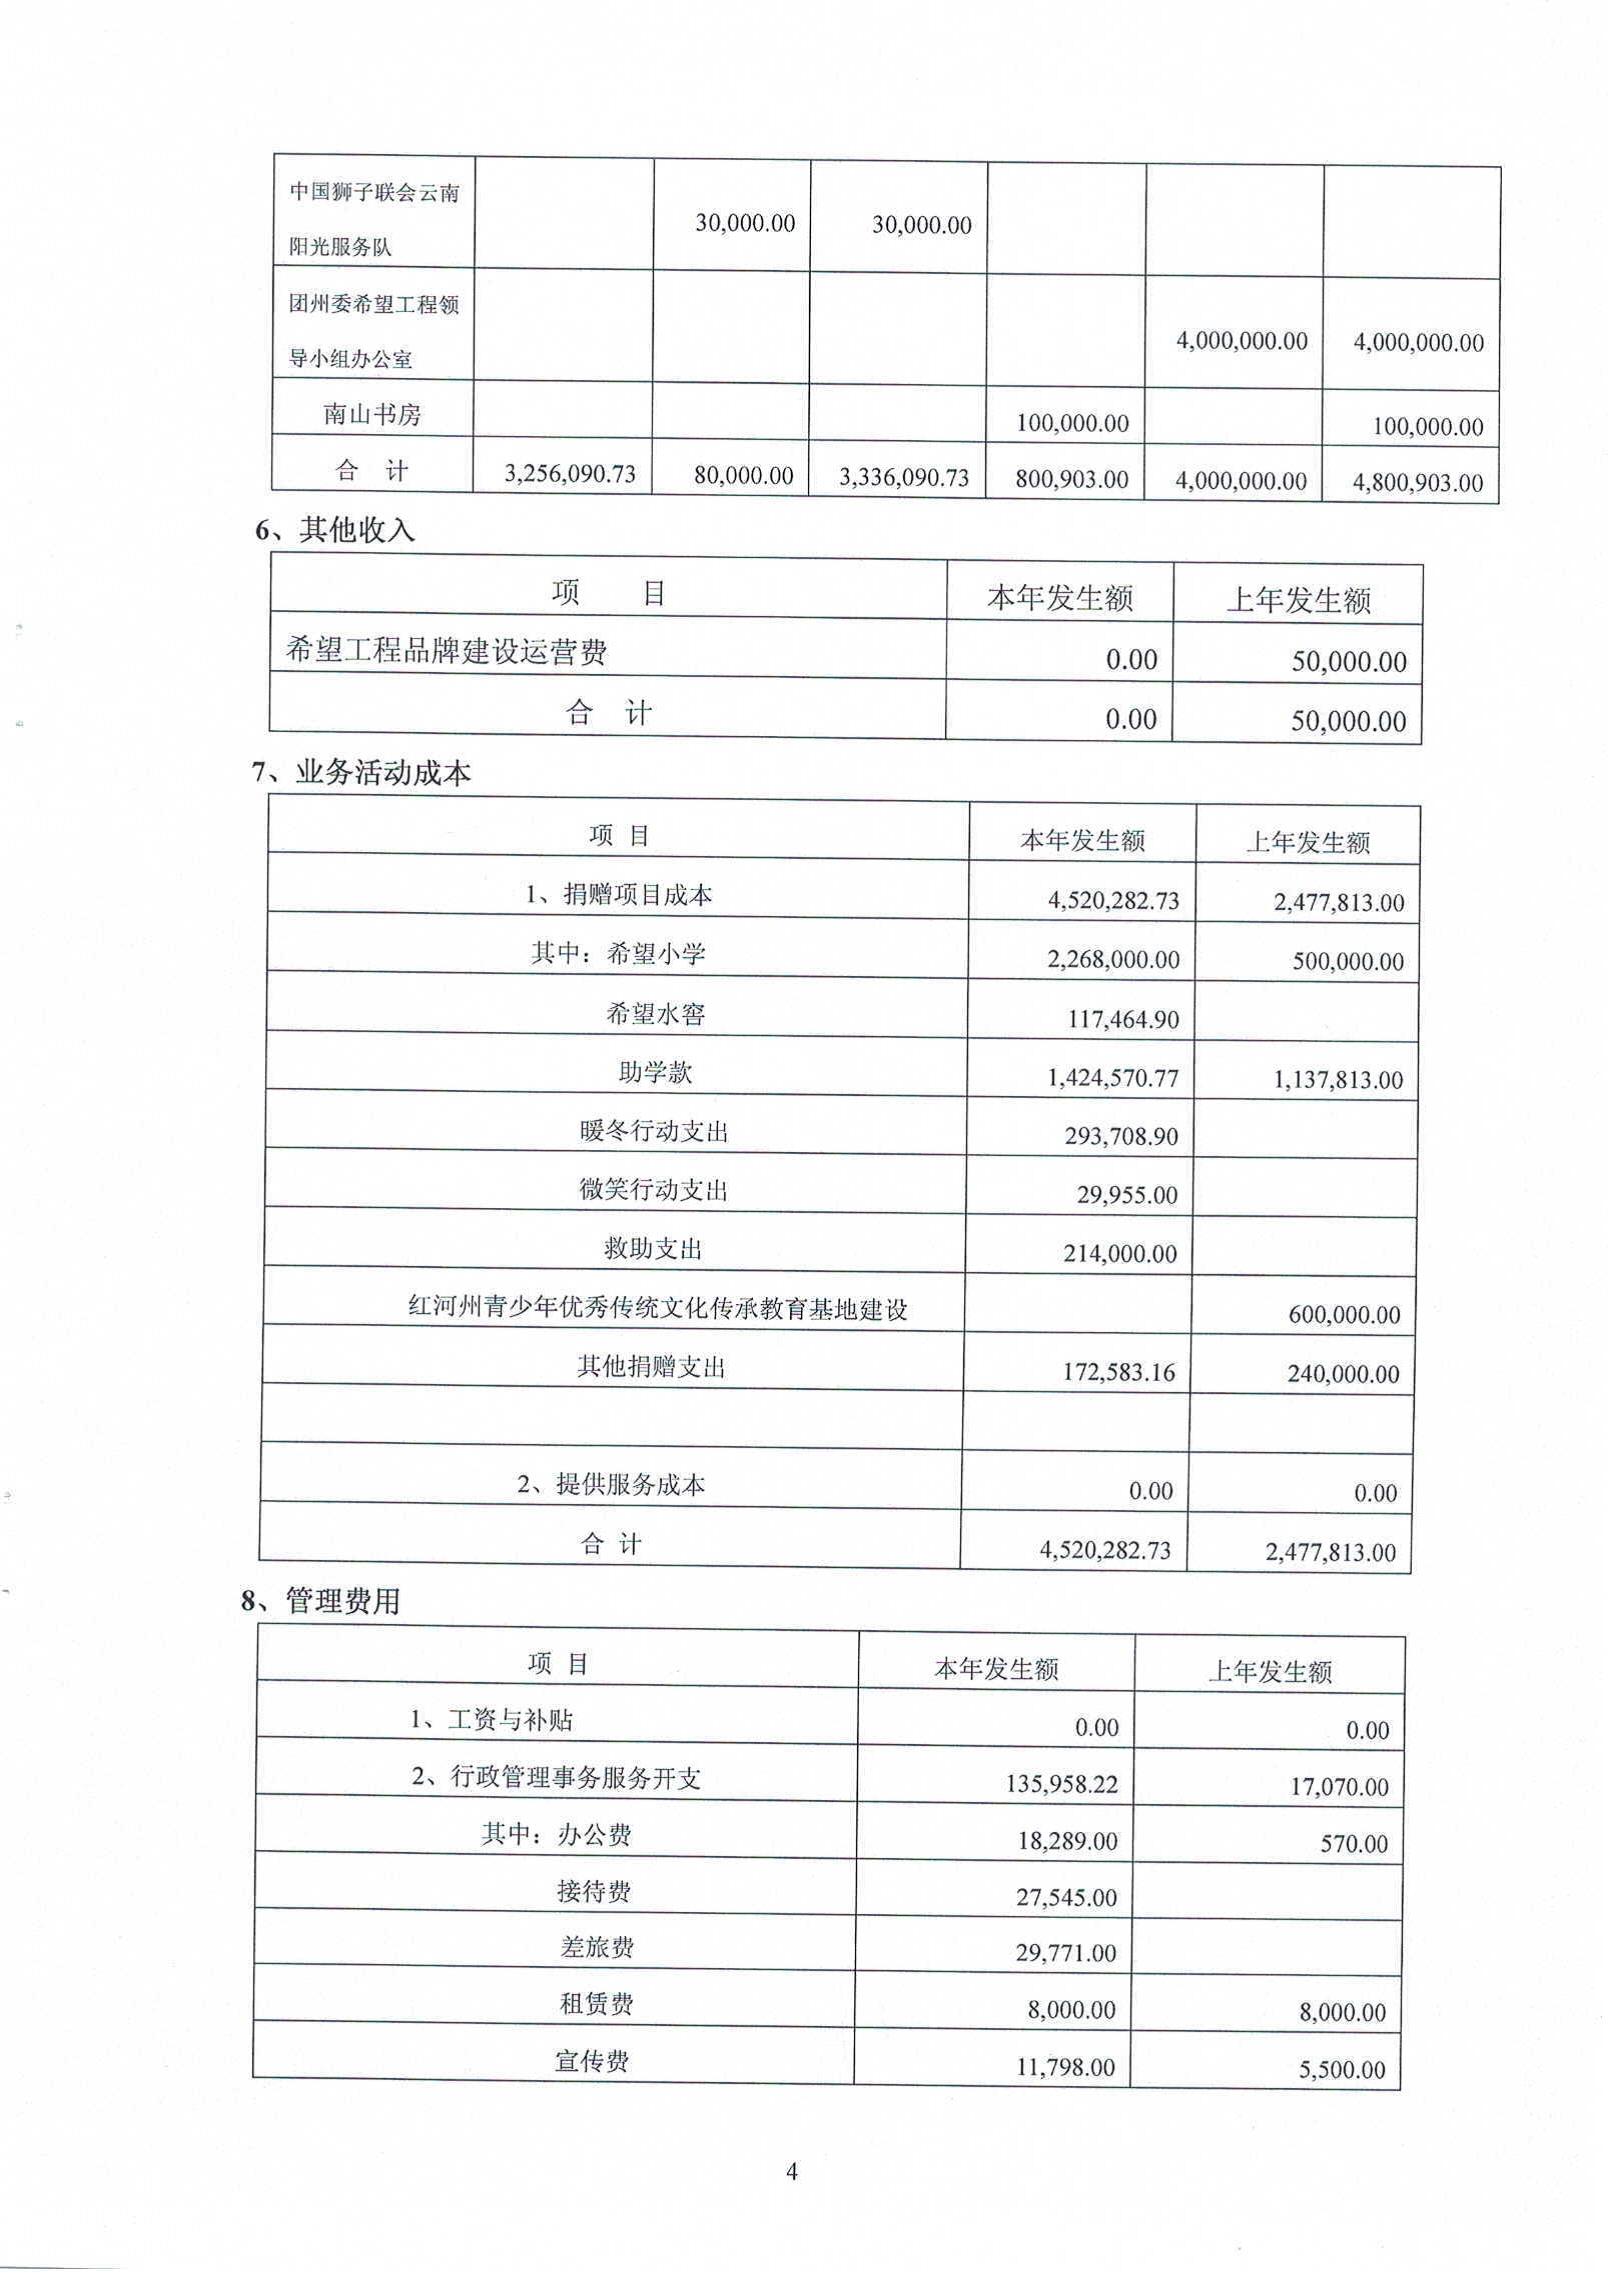 中国狮子联会云南
阳光服务队 30,000.00 30,000.00
团州委希望工程领
导小组办公室 4,000,000.00 4,000,000.00
南山书房 100,000.00 100,000.00
合 计 3,256,090.73 80,000.00 3,336,090.73 800,903.00 4,000,000.00 4,800,903.00
6、其他收入
项 目 本年发生额 上年发生额
希望工程品牌建设运营费 0.00 50,000.00
合 计 0.00 50,000.00
7、业务活动成本
项 目 本年发生额 上年发生额
1、捐赠项目成本 4,520,282.73 2,477,813.00
其中：希望小学 2,268,000.00 500,000.00
希望水窖 117,464.90
助学款 1,424,570.77 1,137,813.00
暖冬行动支出 293,708.90
微笑行动支出 29,955.00
救助支出 214,000.00
红河州青少年优秀传统文化传承教育基地建设 600,000.00
其他捐赠支出 172,583.16 240,000.00
2、提供服务成本 0.00 0.00
合 计 4,520,282.73 2,477,813.00
8、管理费用
项 目 本年发生额 上年发生额
1、工资与补贴 0.00 0.00
2、行政管理事务服务开支 135,958.22 17,070.00
其中：办公费 18,289.00 570.00
接待费 27,545.00
差旅费 29,771.00
租赁费 8,000.00 8,000.00
宣传费 11,798.00 5,500.00
4